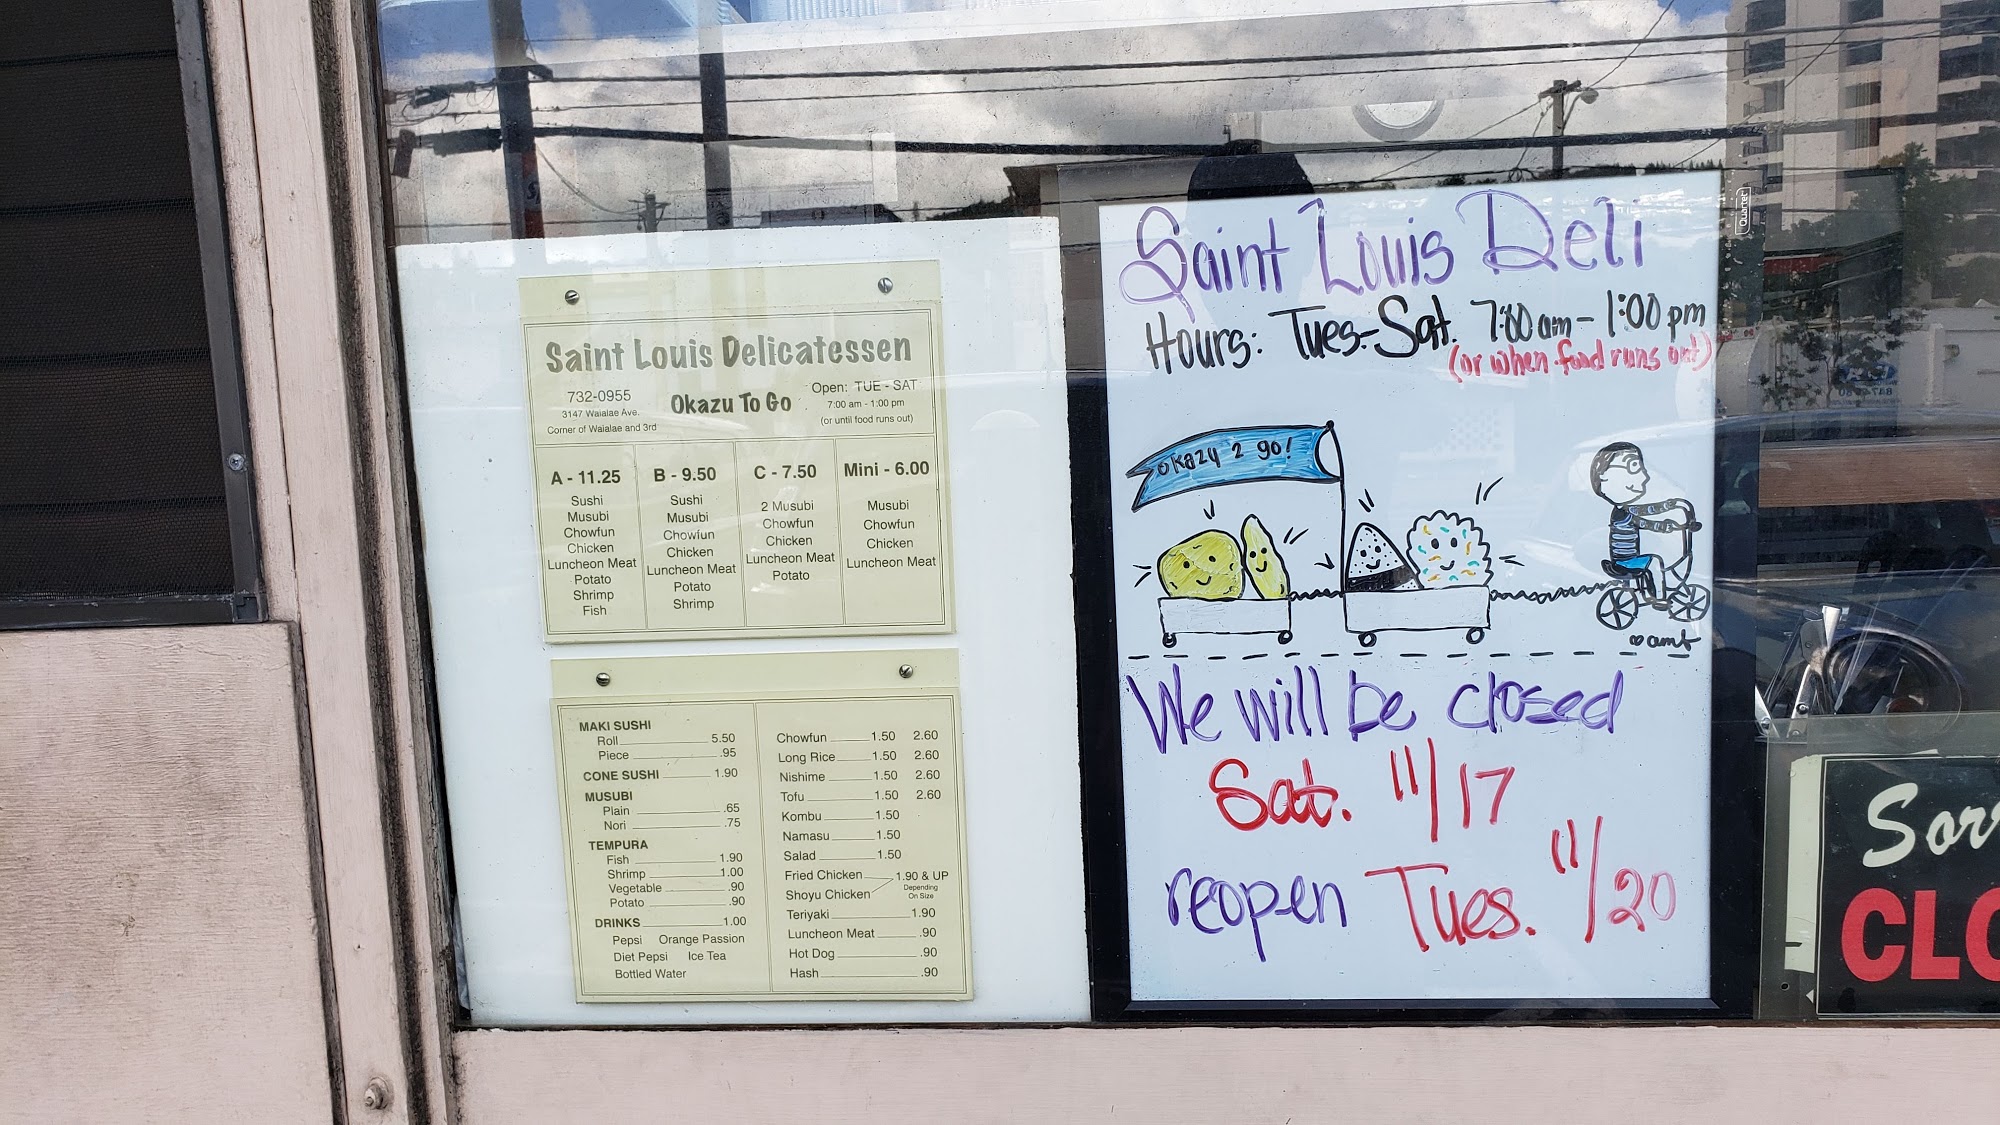 Saint Louis Delicatessen
732-0955
3147 Waialae Ave.
Corner of Waialae and 3rd
Okazu To Go
Open: TUE - SAT
7:00 am - 1:00 pm
(or until food runs out)
A - 11.25
Sushi
Musubi
Chowfun
Chicken
Luncheon Meat
Potato
Shrimp
Fish
B - 9.50
Sushi
Musubi
Chowfun
Chicken
Luncheon Meat
Potato
Shrimp
C - 7.50
2 Musubi
Chowfun
Chicken
Luncheon Meat
Potato
Mini - 6.00
Musubi
Chowfun
Chicken
Luncheon Meat
MAKI SUSHI
Roll 5.50
Piece .95
CONE SUSHI 1.90
MUSUBI
Plain .65
Nori .75
TEMPURA
Fish 1.90
Shrimp 1.00
Vegetable .90
Potato .90
DRINKS 1.00
Pepsi Orange Passion
Diet Pepsi Ice Tea
Bottled Water
Chowfun 1.50 2.60
Long Rice 1.50 2.60
Nishime 1.50 2.60
Tofu 1.50 2.60
Kombu 1.50
Namasu 1.50
Salad 1.50
Fried Chicken 1.90 & UP
Shoyu Chicken Depending
On Size
Teriyaki 1.90
Luncheon Meat .90
Hot Dog .90
Hash .90
Quartet
Saint Louis Deli
Hours: Tues-Sat. 7:00 am - 1:00 pm
(or when food runs out)
okazu 2 go!
We will be closed
Sat. 11/17
reopen Tues. 11/20